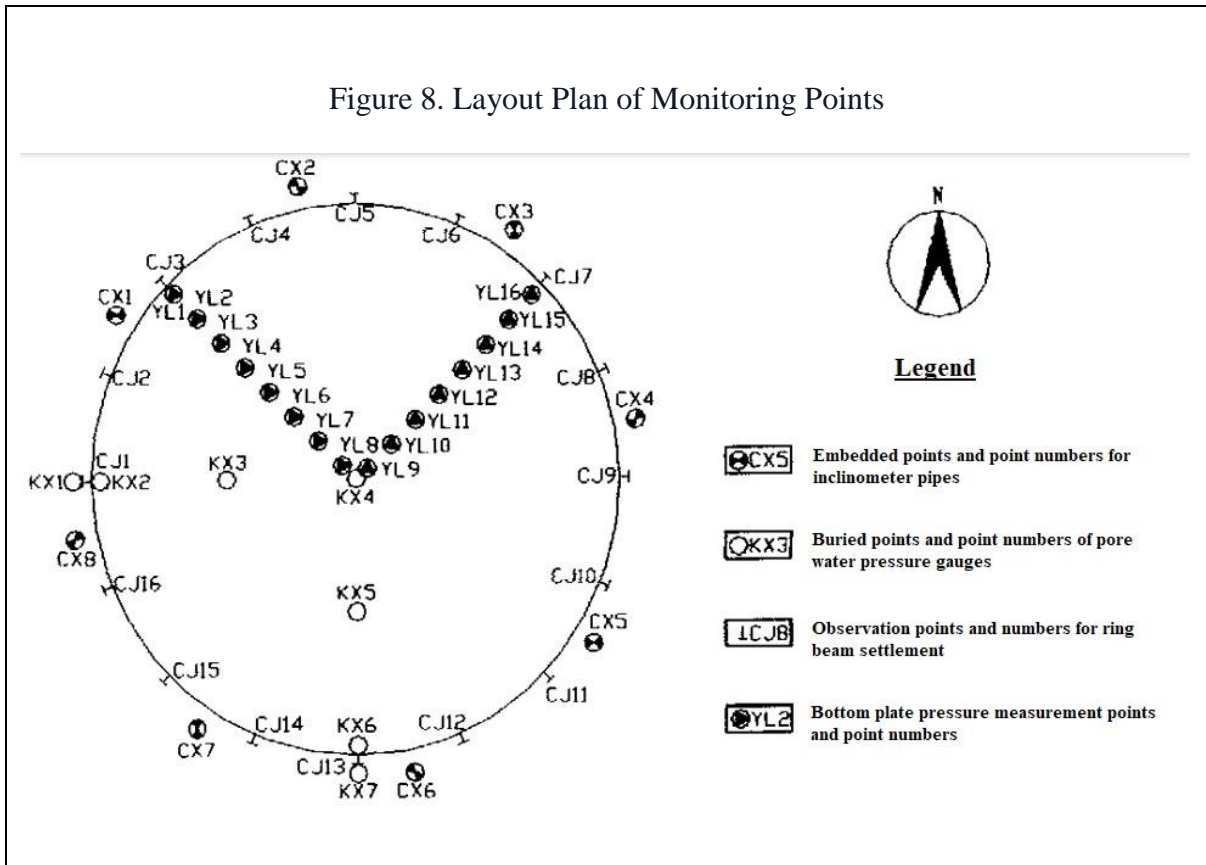 Figure 8. Layout Plan of Monitoring Points
CX2
CX3
CJ5
CJ4
CJ6
CJ3
CJ7
YL16
YL1
YL2
CX1
YL15
YL3
YL14
YL4
CJ2
YL13
CJ8
YL5
YL12
CX4
YL6
YL11
YL7
YL10
YL8
YL9
CJ1
KX1
KX2
KX3
KX4
CJ9
CX8
CJ16
CJ10
KX5
CX5
CJ15
CJ11
CJ14
KX6
CJ12
CX7
CJ13
KX7
CX6
N
Legend
CX5
Embedded points and point numbers for
inclinometer pipes
KX3
Buried points and point numbers of pore
water pressure gauges
CJ8
Observation points and numbers for ring
beam settlement
YL2
Bottom plate pressure measurement points
and point numbers